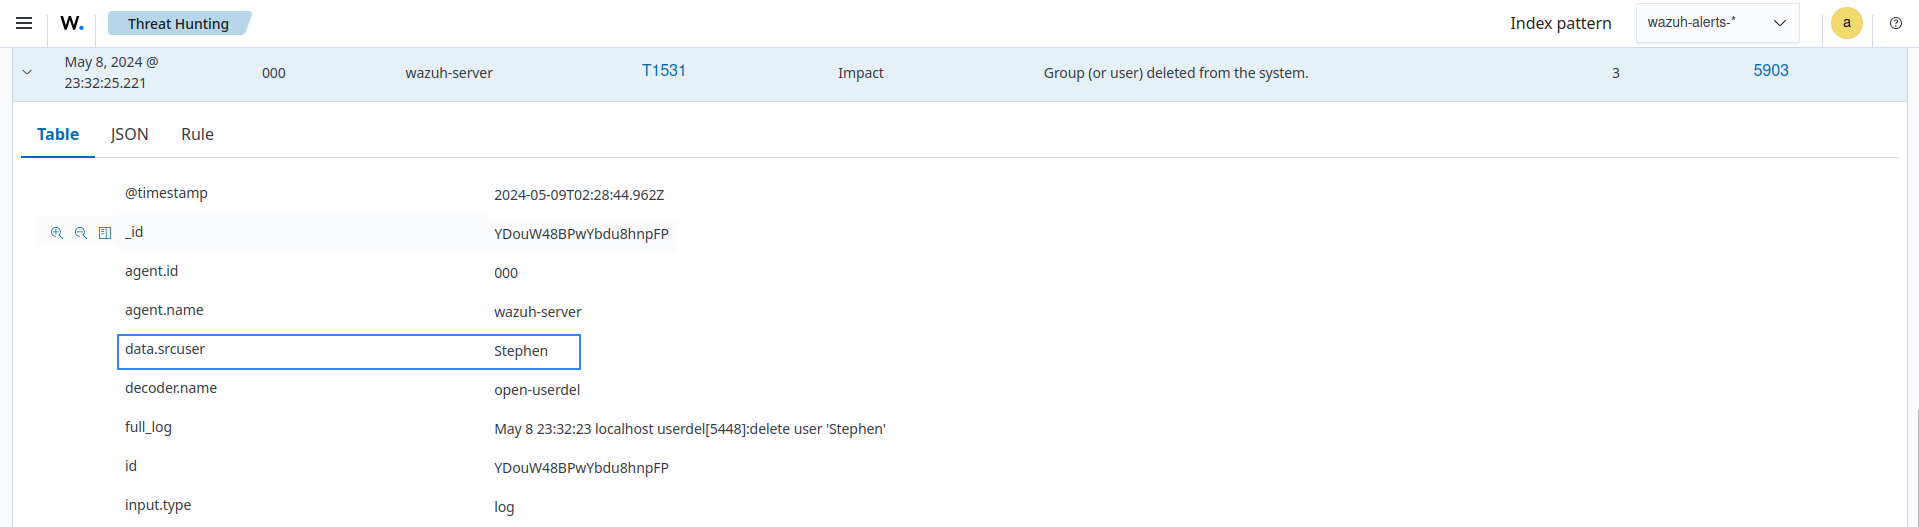 W. Threat Hunting Index pattern wazuh-alerts-* a
May 8, 2024 @
23:32:25.221 000 wazuh-server T1531 Impact Group (or user) deleted from the system. 3 5903
Table JSON Rule
@timestamp 2024-05-09T02:28:44.962Z
_id YDouW48BPwYbdu8hnpFP
agent.id 000
agent.name wazuh-server
data.srcuser Stephen
decoder.name open-userdel
full_log May 8 23:32:23 localhost userdel[5448]:delete user 'Stephen'
id YDouW48BPwYbdu8hnpFP
input.type log